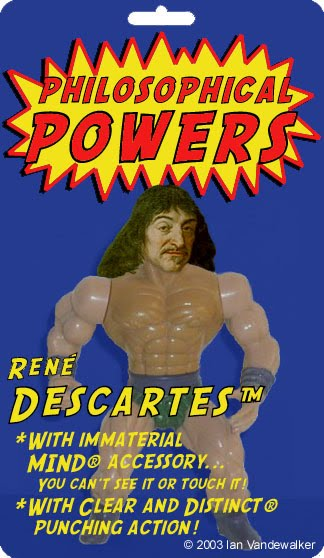 PHILOSOPHICAL
POWERS
RENÉ
DESCARTES™
*WITH IMMATERIAL
MIND® ACCESSORY...
YOU CAN'T SEE IT OR TOUCH IT!
*WITH CLEAR AND DISTINCT®
PUNCHING ACTION!
© 2003 Ian Vandewalker